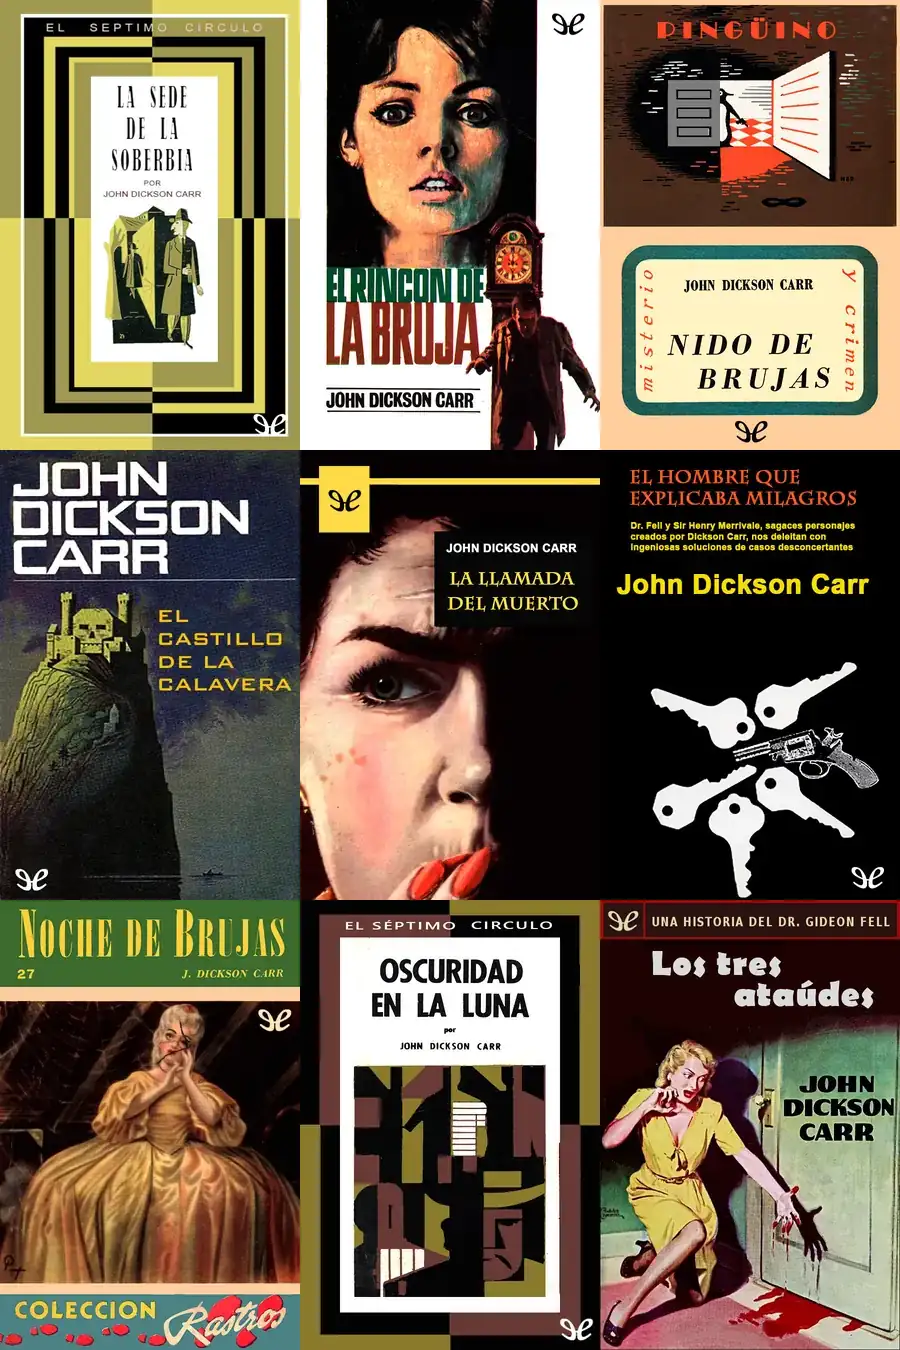 EL SEPTIMO CIRCULO
LA SEDE
DE LA
SOBERBIA
POR
JOHN DICKSON CARR
EL RINCON DE
LA BRUJA
JOHN DICKSON CARR
PINGÜINO
misterio
y crimen
JOHN DICKSON CARR
NIDO DE
BRUJAS
JOHN
DICKSON
CARR
EL
CASTILLO
DE LA
CALAVERA
JOHN DICKSON CARR
LA LLAMADA
DEL MUERTO
EL HOMBRE QUE
EXPLICABA MILAGROS
Dr. Fell y Sir Henry Merrivale, sagaces personajes
creados por Dickson Carr, nos deleitan con
ingeniosas soluciones de casos desconcertantes
John Dickson Carr
NOCHE DE BRUJAS
27
J. DICKSON CARR
COLECCION
Rastros
EL SÉPTIMO CIRCULO
OSCURIDAD
EN LA LUNA
por
JOHN DICKSON CARR
UNA HISTORIA DEL DR. GIDEON FELL
Los tres
ataúdes
JOHN
DICKSON
CARR